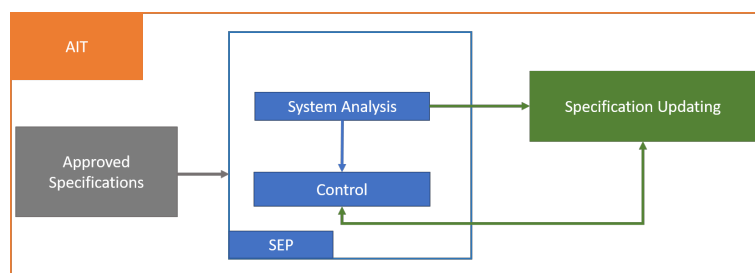 AIT
System Analysis
Specification Updating
Approved
Specifications
Control
SEP